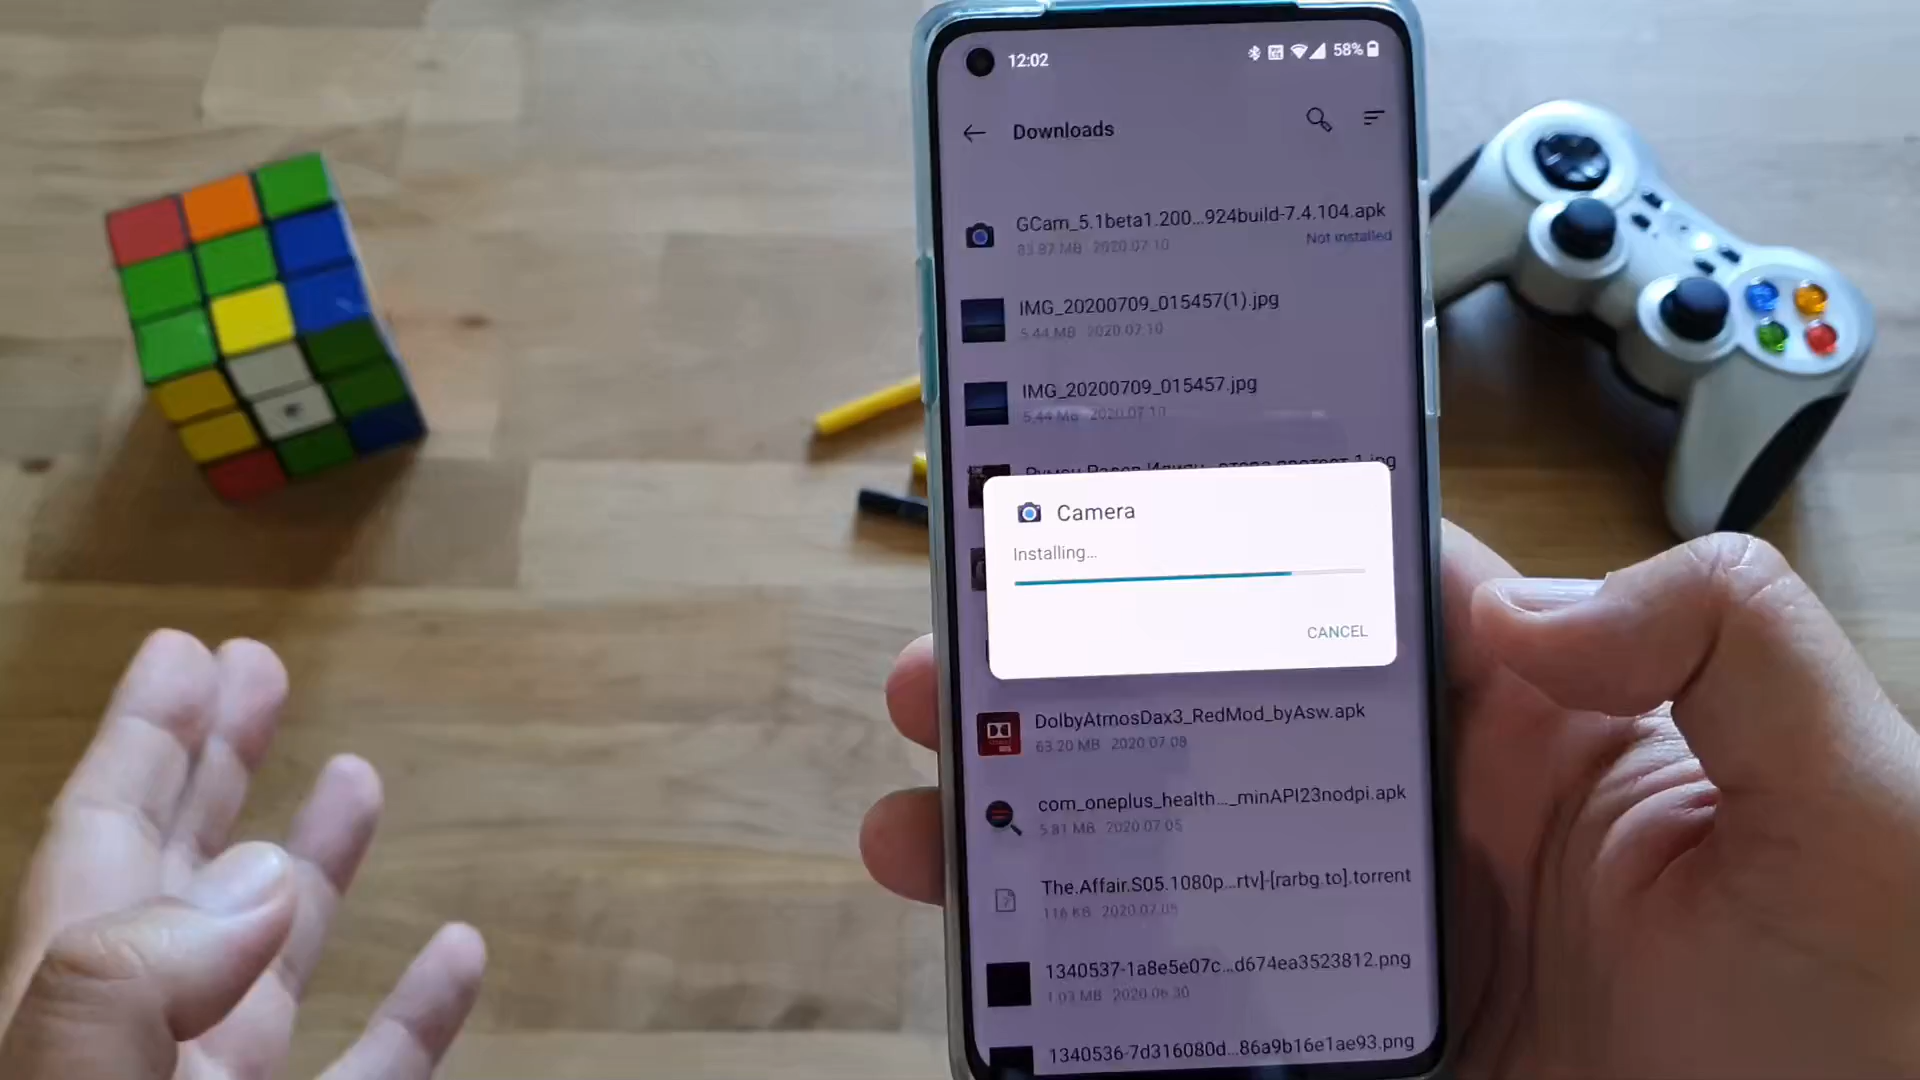 12:02
58%
Downloads
GCam_5.1beta1.200...924build-7.4.104.apk
83.87 MB 2020.07.10
Not installed
IMG_20200709_015457(1).jpg
5.44 MB 2020.07.10
IMG_20200709_015457.jpg
5.44 MB 2020.07.10
Camera
Installing...
CANCEL
DolbyAtmosDax3_RedMod_byAsw.apk
63.20 MB 2020.07.08
com_oneplus_health..._minAPI23nodpi.apk
5.81 MB 2020.07.05
The.Affair.S05.1080p...rtv]-[rarbg.to].torrent
116 KB 2020.07.05
1340537-1a8e5e07c...d674ea3523812.png
1.03 MB 2020.06.30
1340536-7d316080d...86a9b16e1ae93.png